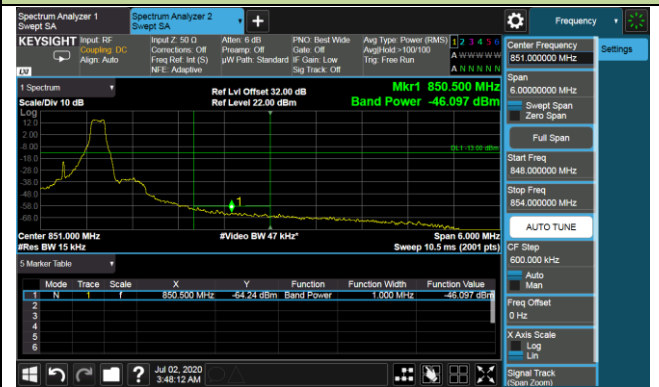 Spectrum Analyzer 1
Swept SA
Spectrum Analyzer 2
Swept SA
+
Frequency
KEYSIGHT
Input: RF
Coupling: DC
Align: Auto
Input Z: 50 Ω
Corrections: Off
Freq Ref: Int (S)
NFE: Adaptive
Atten: 6 dB
Preamp: Off
µW Path: Standard
PNO: Best Wide
Gate: Off
IF Gain: Low
Sig Track: Off
Avg Type: Power (RMS)
Avg|Hold:>100/100
Trig: Free Run
1 2 3 4 5 6
A W W W W W
A N N N N N
LXI
1 Spectrum
Scale/Div 10 dB
Ref Lvl Offset 32.00 dB
Ref Level 22.00 dBm
Mkr1 850.500 MHz
Band Power -46.097 dBm
Log
12.0
2.00
-8.00
-18.0
-28.0
-38.0
-48.0
-58.0
-68.0
DL1 -13.00 dBm
1
Center 851.000 MHz
#Res BW 15 kHz
#Video BW 47 kHz*
Span 6.000 MHz
Sweep 10.5 ms (2001 pts)
5 Marker Table
Mode Trace Scale X Y Function Function Width Function Value
1 N 1 f 850.500 MHz -64.24 dBm Band Power 1.000 MHz -46.097 dBm
2
3
4
5
6
Jul 02, 2020
3:48:12 AM
Center Frequency
851.000000 MHz
Settings
Span
6.00000000 MHz
Swept Span
Zero Span
Full Span
Start Freq
848.000000 MHz
Stop Freq
854.000000 MHz
AUTO TUNE
CF Step
600.000 kHz
Auto
Man
Freq Offset
0 Hz
X Axis Scale
Log
Lin
Signal Track
(Span Zoom)